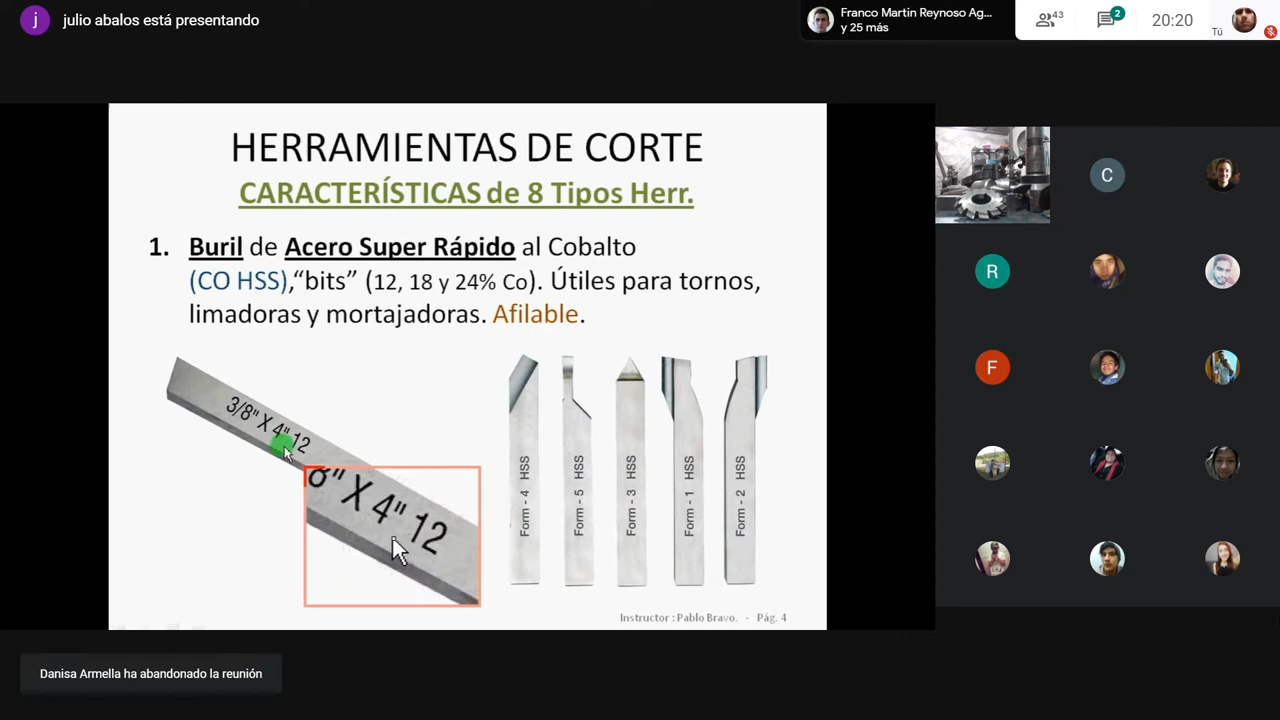 j julio abalos está presentando
Franco Martin Reynoso Ag...
y 25 más
43
2
20:20
Tú
HERRAMIENTAS DE CORTE
CARACTERÍSTICAS de 8 Tipos Herr.
1. Buril de Acero Super Rápido al Cobalto
(CO HSS),“bits” (12, 18 y 24% Co). Útiles para tornos,
limadoras y mortajadoras. Afilable.
3/8" X 4" 12
8" X 4" 12
Form - 4 HSS
Form - 5 HSS
Form - 3 HSS
Form - 1 HSS
Form - 2 HSS
Instructor : Pablo Bravo. - Pág. 4
C
R
F
Danisa Armella ha abandonado la reunión